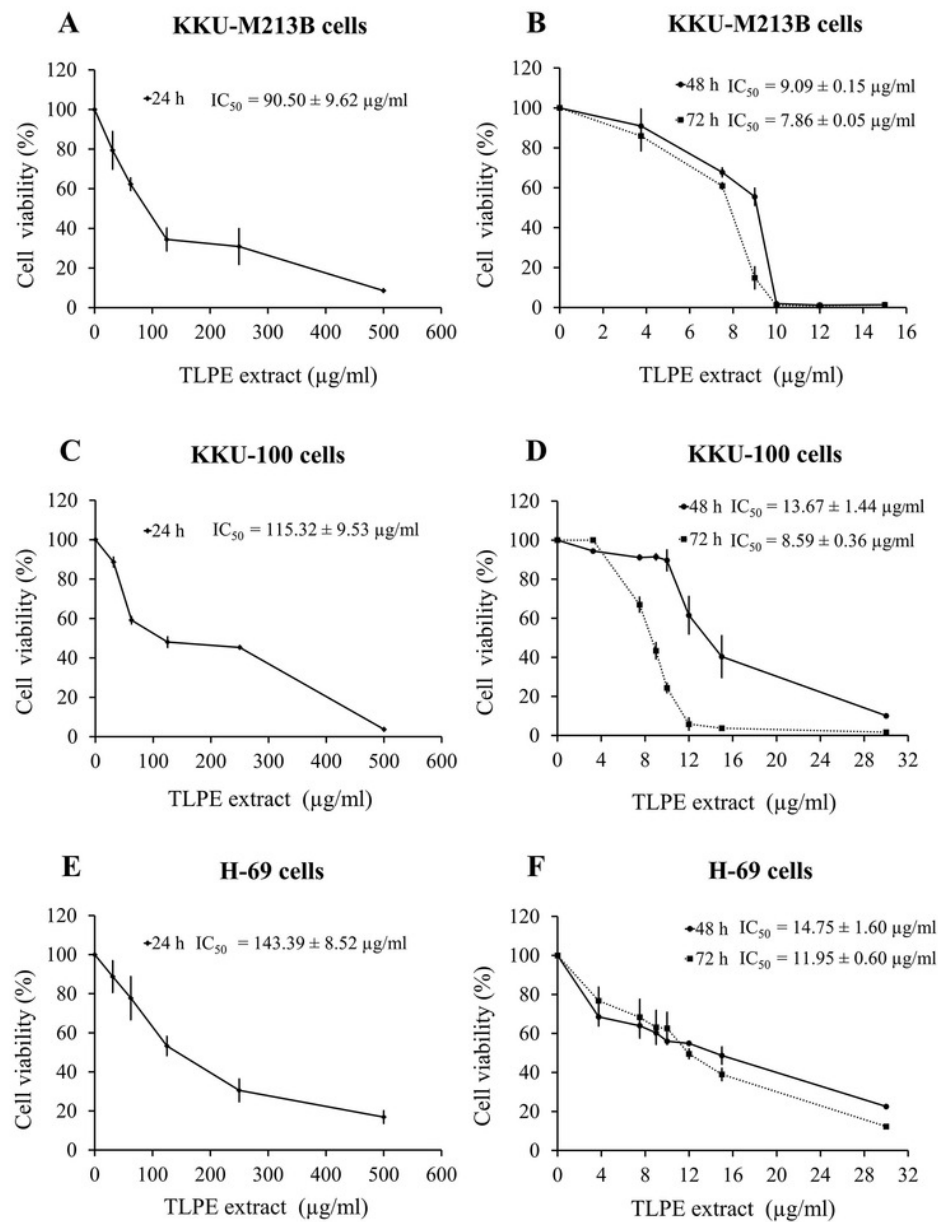 A
KKU-M213B cells
24 h IC50 = 90.50 ± 9.62 µg/ml
Cell viability (%)
120
100
80
60
40
20
0
0 100 200 300 400 500 600
TLPE extract (µg/ml)
B
KKU-M213B cells
48 h IC50 = 9.09 ± 0.15 µg/ml
72 h IC50 = 7.86 ± 0.05 µg/ml
Cell viability (%)
120
100
80
60
40
20
0
0 2 4 6 8 10 12 14 16
TLPE extract (µg/ml)
C
KKU-100 cells
24 h IC50 = 115.32 ± 9.53 µg/ml
Cell viability (%)
120
100
80
60
40
20
0
0 100 200 300 400 500 600
TLPE extract (µg/ml)
D
KKU-100 cells
48 h IC50 = 13.67 ± 1.44 µg/ml
72 h IC50 = 8.59 ± 0.36 µg/ml
Cell viability (%)
120
100
80
60
40
20
0
0 4 8 12 16 20 24 28 32
TLPE extract (µg/ml)
E
H-69 cells
24 h IC50 = 143.39 ± 8.52 µg/ml
Cell viability (%)
120
100
80
60
40
20
0
0 100 200 300 400 500 600
TLPE extract (µg/ml)
F
H-69 cells
48 h IC50 = 14.75 ± 1.60 µg/ml
72 h IC50 = 11.95 ± 0.60 µg/ml
Cell viability (%)
120
100
80
60
40
20
0
0 4 8 12 16 20 24 28 32
TLPE extract (µg/ml)